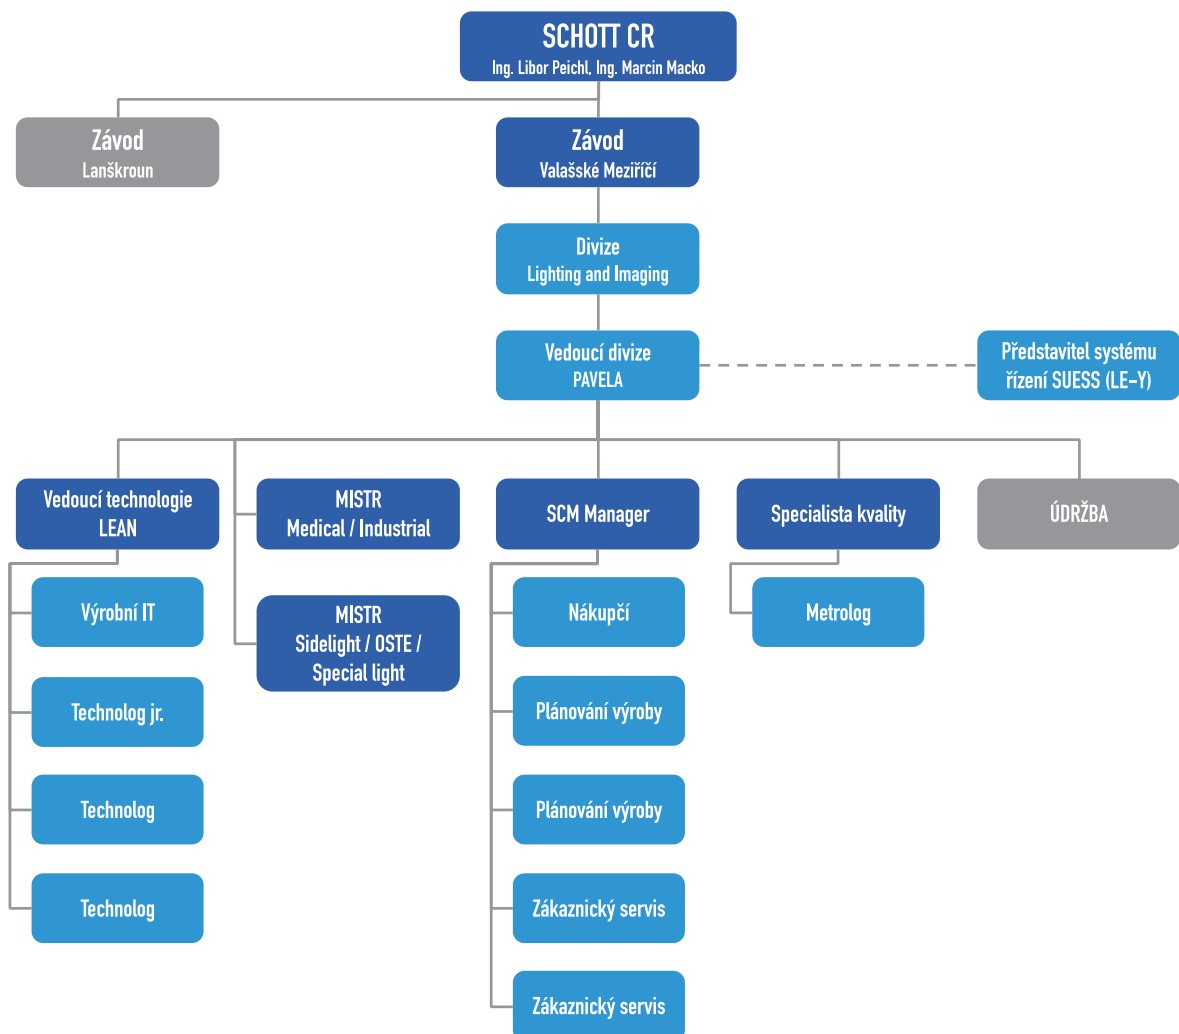 SCHOTT CR
Ing. Libor Peichl, Ing. Marcin Macko
Závod
Lanškroun
Závod
Valašské Meziříčí
Divize
Lighting and Imaging
Vedoucí divize
PAVELA
Představitel systému
řízení SUESS (LE-Y)
Vedoucí technologie
LEAN
MISTR
Medical / Industrial
SCM Manager
Specialista kvality
ÚDRŽBA
Výrobní IT
MISTR
Sidelight / OSTE /
Special light
Nákupčí
Metrolog
Technolog jr.
Plánování výroby
Technolog
Plánování výroby
Technolog
Zákaznický servis
Zákaznický servis